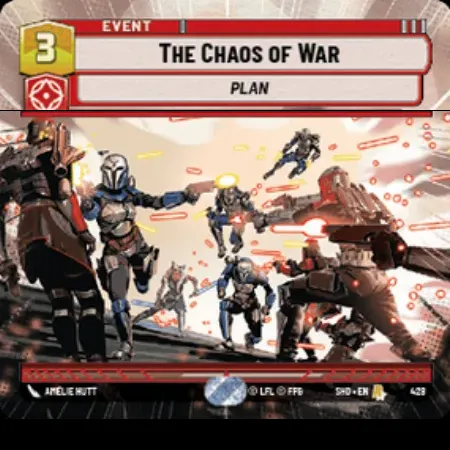 EVENT
3
THE CHAOS OF WAR
PLAN
AMÉLIE HUTT
© LFL © FFG
SHD • EN
428